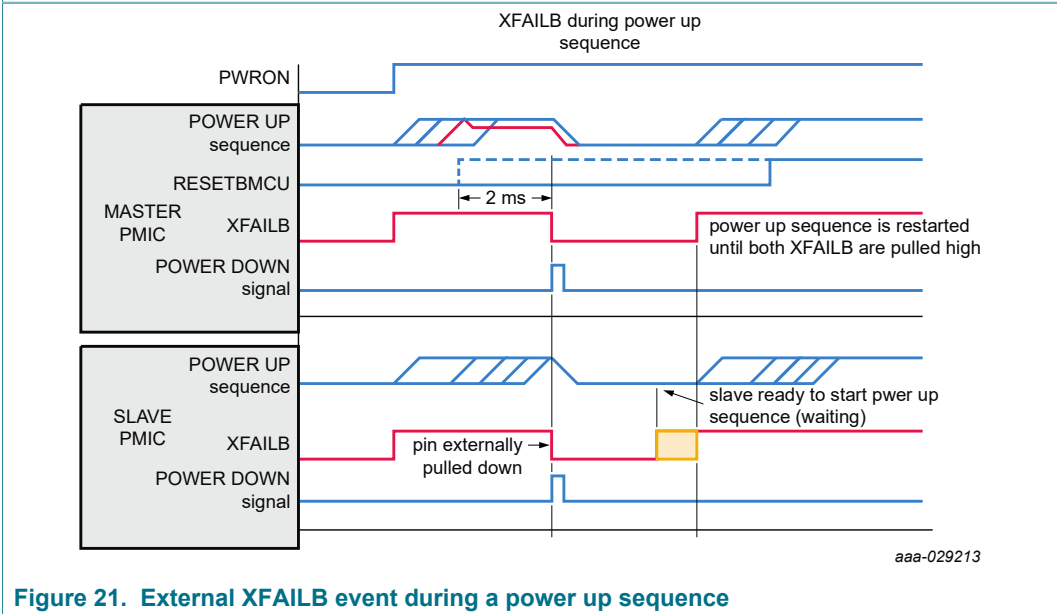 XFAILB during power up
sequence
PWRON
POWER UP
sequence
RESETBMCU
2 ms
MASTER
PMIC
XFAILB
power up sequence is restarted
until both XFAILB are pulled high
POWER DOWN
signal
POWER UP
sequence
slave ready to start pwer up
sequence (waiting)
SLAVE
PMIC
XFAILB
pin externally
pulled down
POWER DOWN
signal
aaa-029213
Figure 21. External XFAILB event during a power up sequence